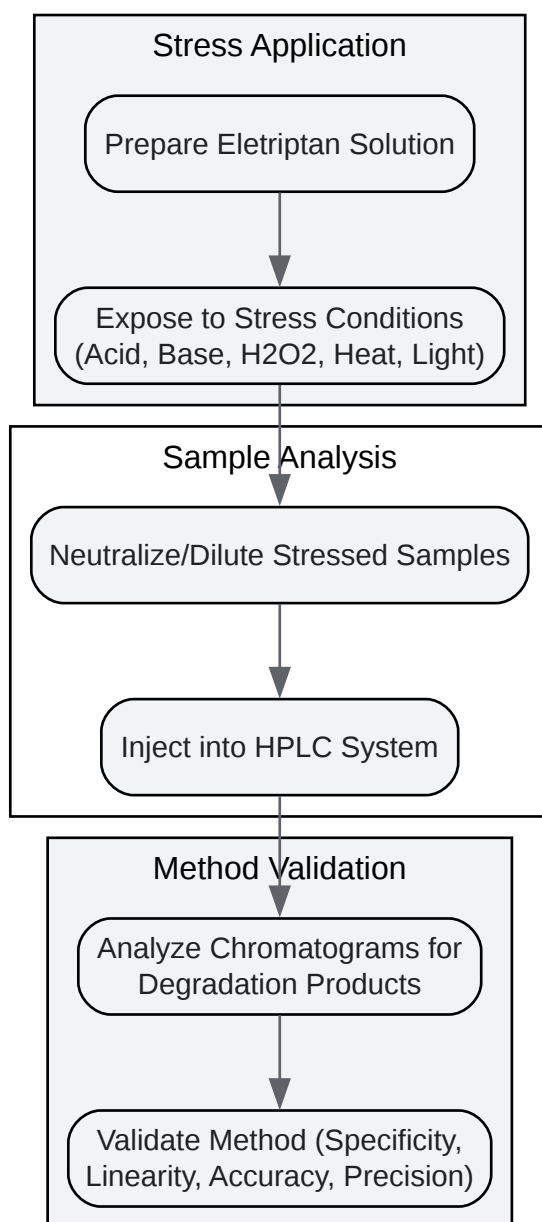 Stress Application
Prepare Eletriptan Solution
Expose to Stress Conditions
(Acid, Base, H2O2, Heat, Light)
Sample Analysis
Neutralize/Dilute Stressed Samples
Inject into HPLC System
Method Validation
Analyze Chromatograms for
Degradation Products
Validate Method (Specificity,
Linearity, Accuracy, Precision)